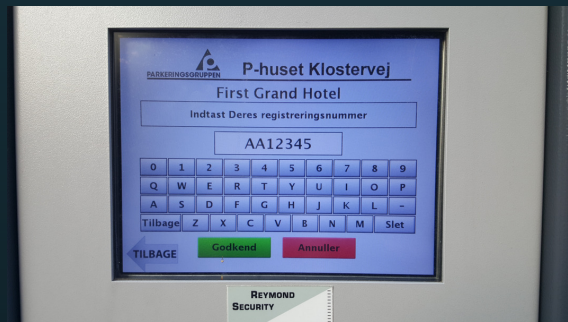 PARKERINGSGRUPPEN
P-huset Klostervej
First Grand Hotel
Indtast Deres registreringsnummer
AA12345
0 1 2 3 4 5 6 7 8 9
Q W E R T Y U I O P
A S D F G H J K L -
Tilbage Z X C V B N M Slet
TILBAGE Godkend Annuller
REYMOND
SECURITY